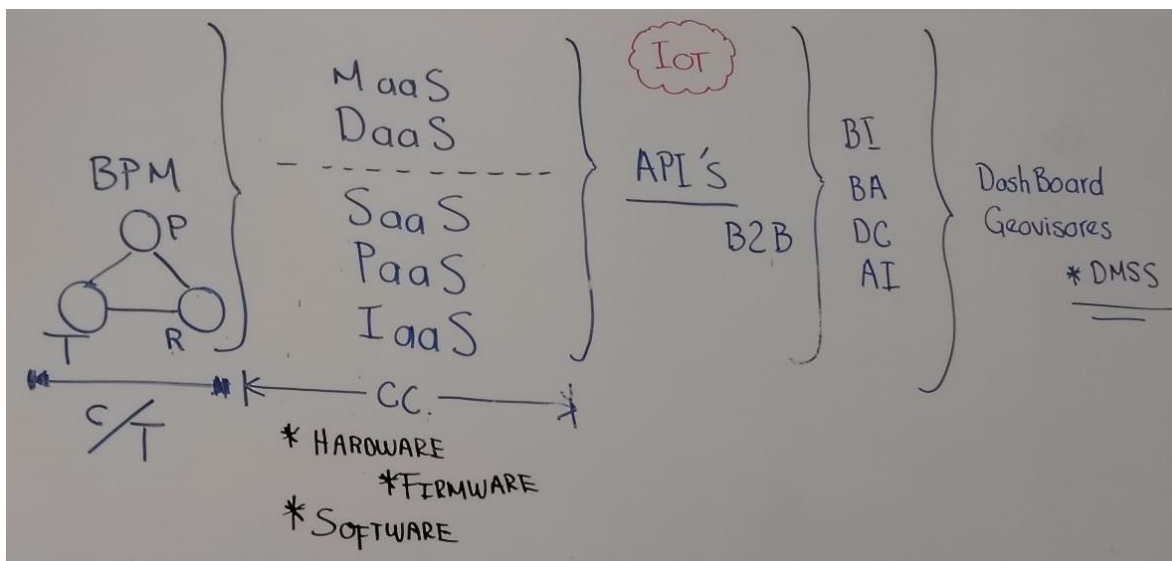 BPM
P
T
R
C/T
MaaS
DaaS
SaaS
PaaS
IaaS
CC.
* HARDWARE
* FIRMWARE
* SOFTWARE
IoT
API'S
B2B
BI
BA
DC
AI
DashBoard
Geovisores
* DMSS